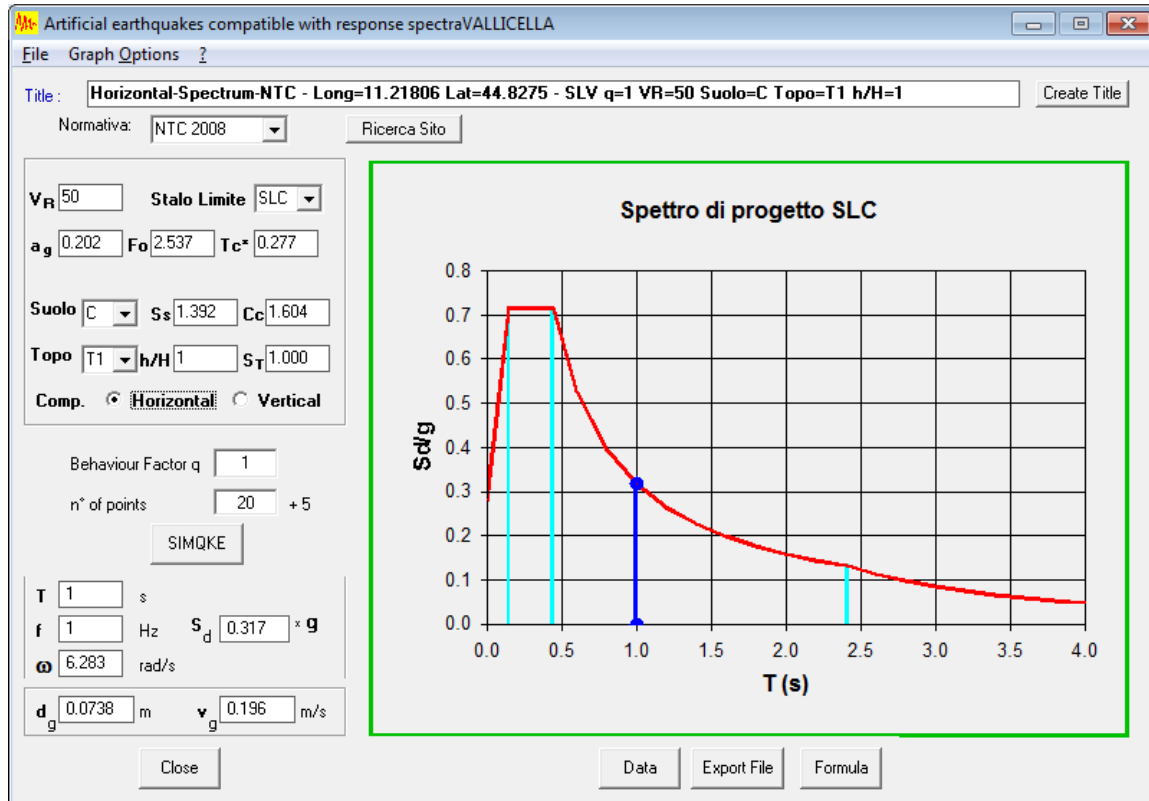 Artificial earthquakes compatible with response spectraVALLICELLA
File Graph Options ?
Title : Horizontal-Spectrum-NTC - Long=11.21806 Lat=44.8275 - SLV q=1 VR=50 Suolo=C Topo=T1 h/H=1 Create Title
Normativa: NTC 2008 Ricerca Sito
VR 50 Stalo Limite SLC
ag 0.202 Fo 2.537 Tc* 0.277
Suolo C Ss 1.392 Cc 1.604
Topo T1 h/H 1 ST 1.000
Comp. Horizontal Vertical
Behaviour Factor q 1
n° of points 20 + 5
SIMQKE
T 1 s
f 1 Hz Sd 0.317 × g
ω 6.283 rad/s
dg 0.0738 m vg 0.196 m/s
Close
Spettro di progetto SLC
Sd/g
0.8
0.7
0.6
0.5
0.4
0.3
0.2
0.1
0.0
0.0 0.5 1.0 1.5 2.0 2.5 3.0 3.5 4.0
T (s)
Data Export File Formula